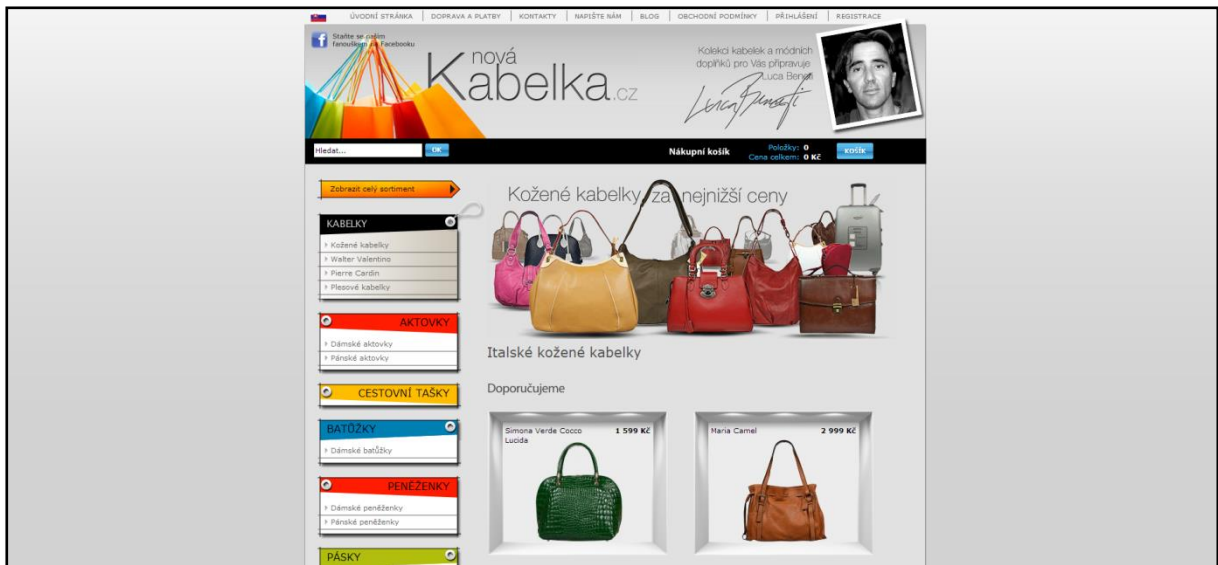 ÚVODNÍ STRÁNKA | DOPRAVA A PLATBY | KONTAKTY | NAPIŠTE NÁM | BLOG | OBCHODNÍ PODMÍNKY | PŘIHLÁŠENÍ | REGISTRACE
Staňte se naším
fanouškem na Facebooku
nová
Kabelka.cz
Kolekci kabelek a módních
doplňků pro Vás připravuje
Luca Beneti
Luca Beneti
Hledat...
OK
Nákupní košík
Položky: 0
Cena celkem: 0 Kč
KOŠÍK
Zobrazit celý sortiment
KABELKY
Kožené kabelky
Walter Valentino
Pierre Cardin
Plesové kabelky
AKTOVKY
Dámské aktovky
Pánské aktovky
CESTOVNÍ TAŠKY
BATŮŽKY
Dámské batůžky
PENĚŽENKY
Dámské peněženky
Pánské peněženky
PÁSKY
Kožené kabelky za nejnižší ceny
Italské kožené kabelky
Doporučujeme
Simona Verde Cocco 1 599 Kč
Lucida
Maria Camel 2 999 Kč